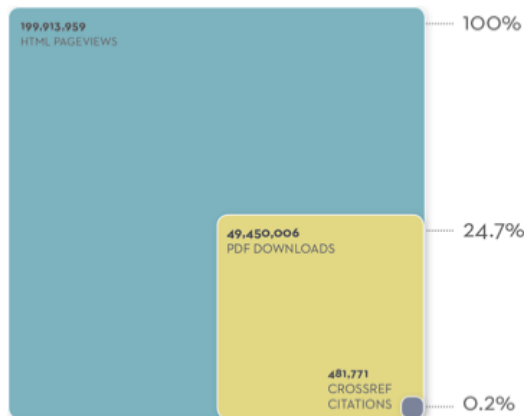 199,913,959
HTML PAGEVIEWS
100%
49,450,006
PDF DOWNLOADS
24.7%
481,771
CROSSREF
CITATIONS
0.2%